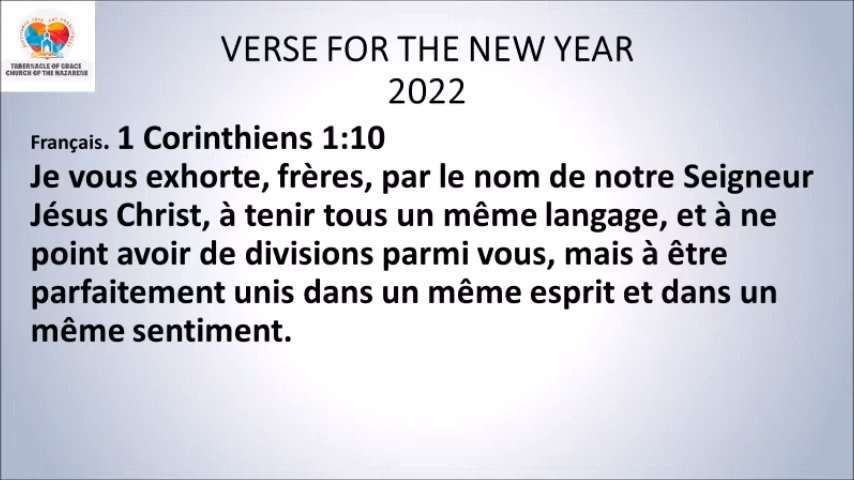 TABERNACLE OF GRACE
CHURCH OF THE NAZARENE
VERSE FOR THE NEW YEAR
2022
Français. 1 Corinthiens 1:10
Je vous exhorte, frères, par le nom de notre Seigneur
Jésus Christ, à tenir tous un même langage, et à ne
point avoir de divisions parmi vous, mais à être
parfaitement unis dans un même esprit et dans un
même sentiment.